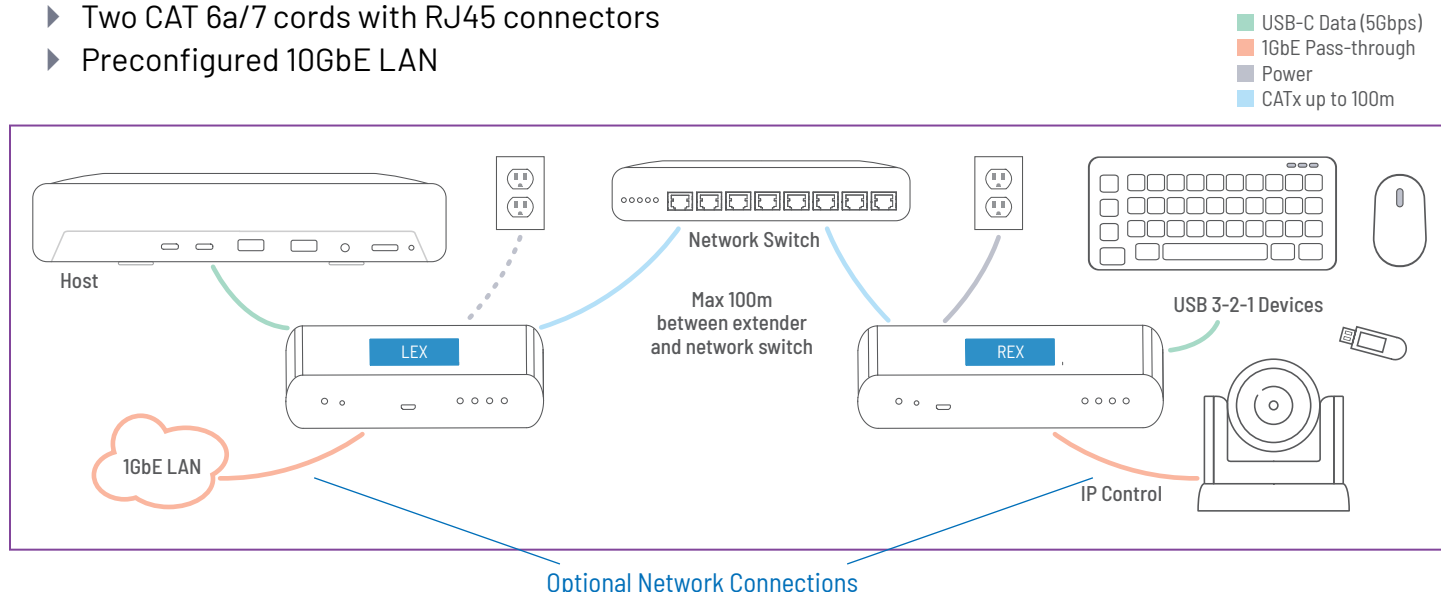 Two CAT 6a/7 cords with RJ45 connectors
Preconfigured 10GbE LAN
USB-C Data (5Gbps)
1GbE Pass-through
Power
CATx up to 100m
Host
Network Switch
Max 100m
between extender
and network switch
USB 3-2-1 Devices
LEX
REX
1GbE LAN
IP Control
Optional Network Connections